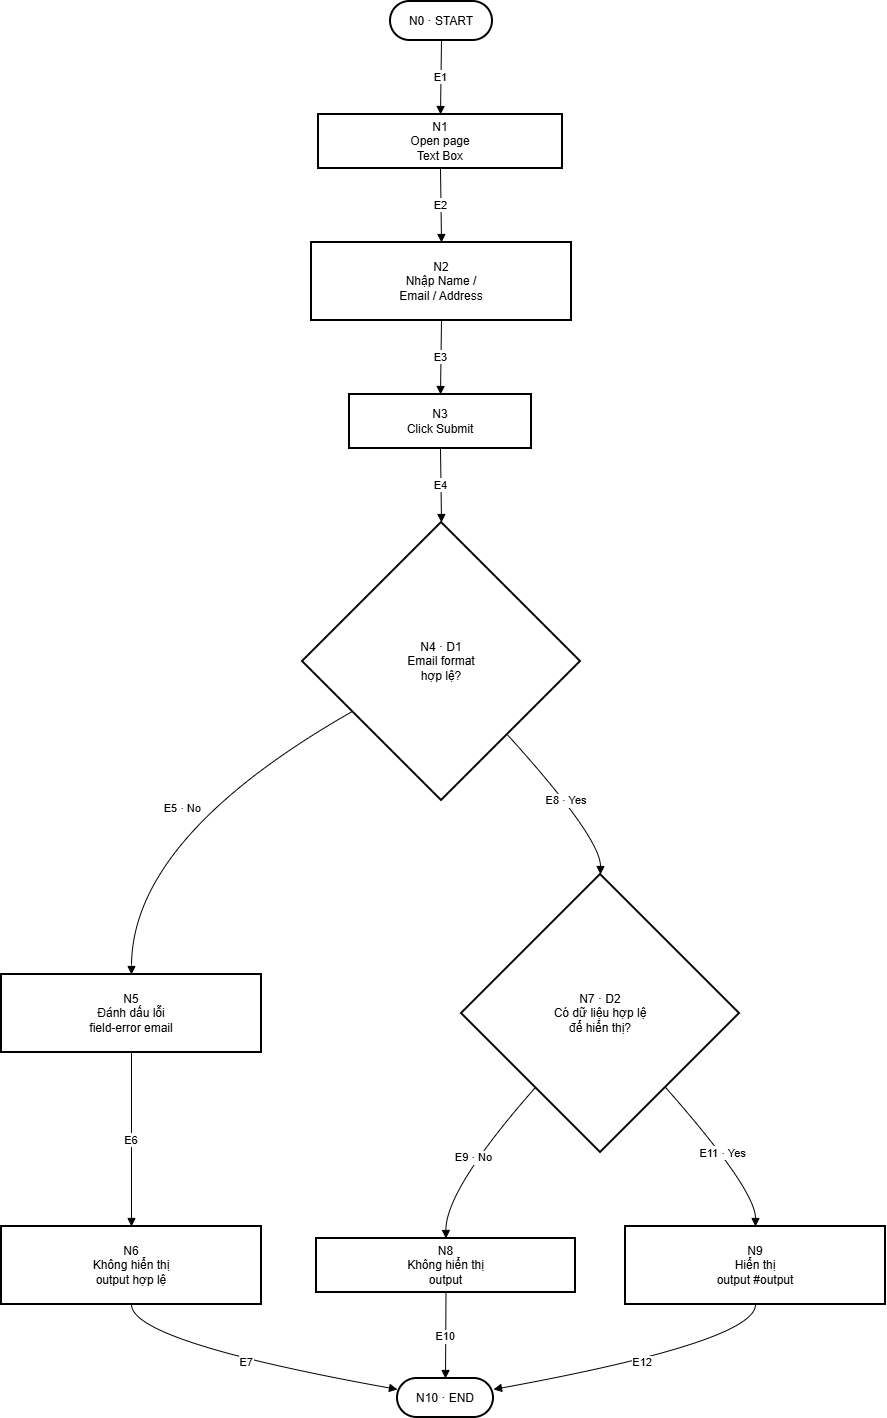 N0 · START
E1
N1
Open page
Text Box
E2
N2
Nhập Name /
Email / Address
E3
N3
Click Submit
E4
N4 · D1
Email format
hợp lệ?
E5 · No
E8 · Yes
N5
Đánh dấu lỗi
field-error email
N7 · D2
Có dữ liệu hợp lệ
để hiển thị?
E6
E9 · No
E11 · Yes
N6
Không hiển thị
output hợp lệ
N8
Không hiển thị
output
N9
Hiển thị
output #output
E7
E10
E12
N10 · END